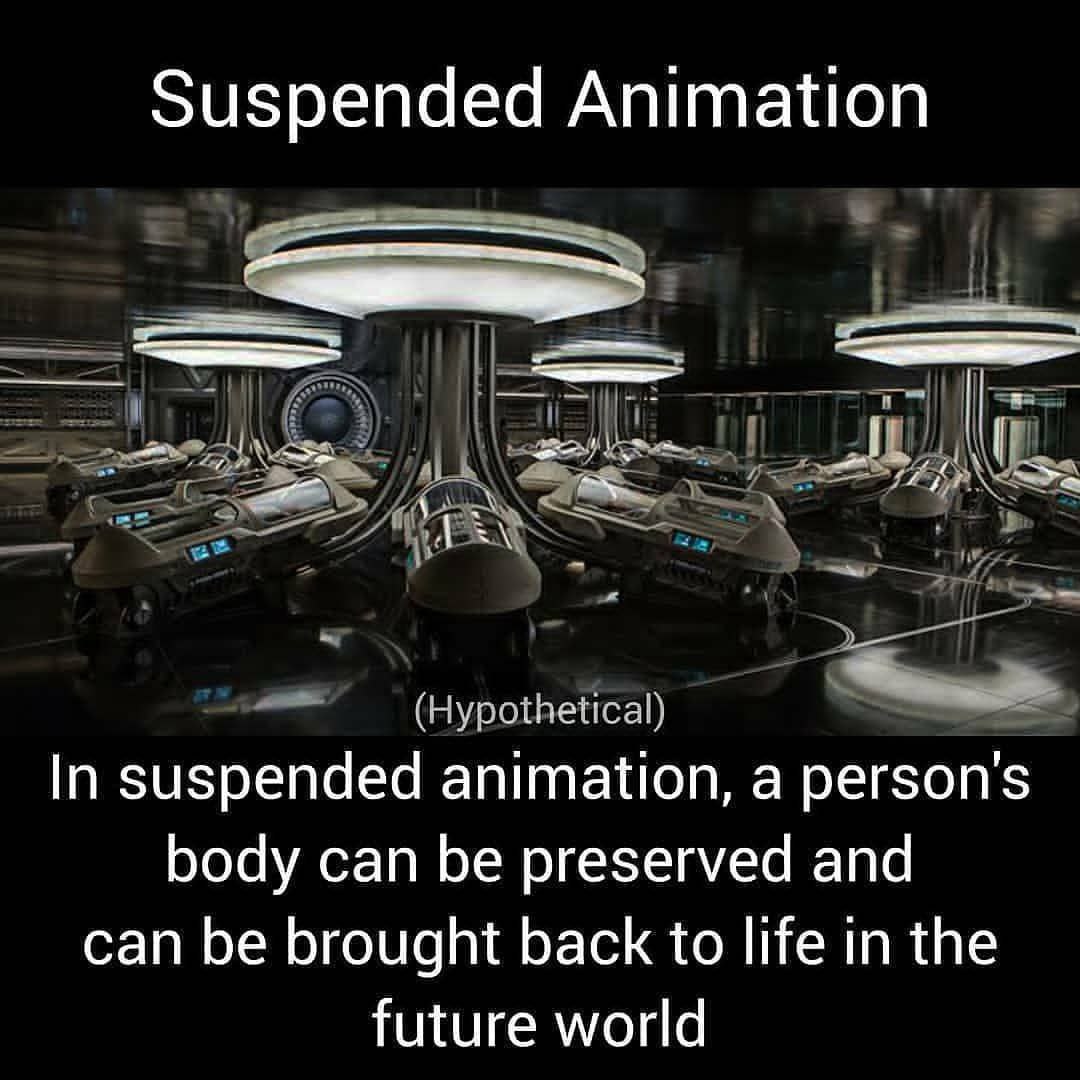 Suspended Animation
(Hypothetical)
In suspended animation, a person's
body can be preserved and
can be brought back to life in the
future world